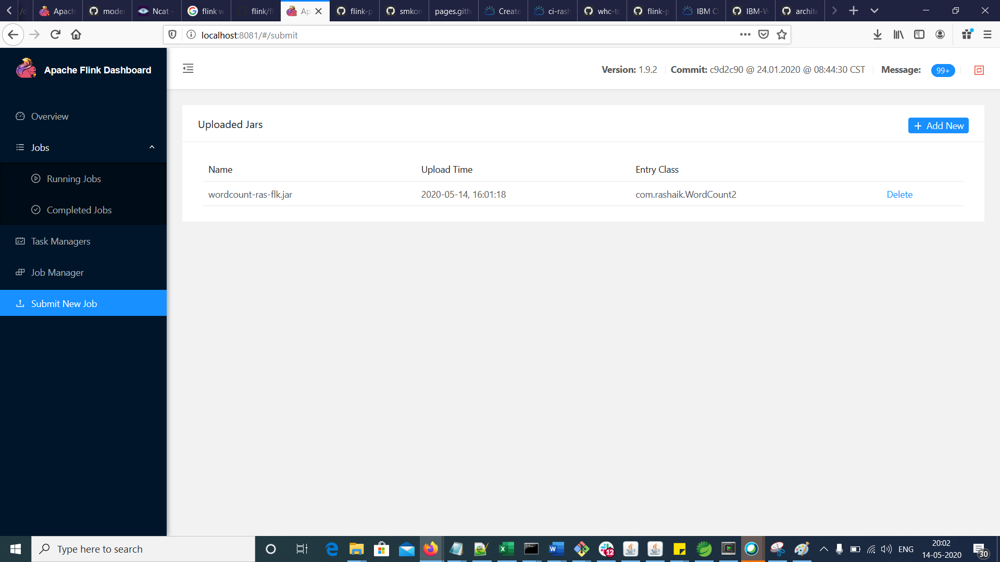 Apach
moder
Ncat -
flink w
flink/fl
Ap
flink-p
smkon
pages.gith
Create
ci-rash
whc-to
flink-p
IBM Cl
IBM-W
archite
localhost:8081/#/submit
Apache Flink Dashboard
Version: 1.9.2
Commit: c9d2c90 @ 24.01.2020 @ 08:44:30 CST
Message: 99+
Overview
Jobs
Running Jobs
Completed Jobs
Task Managers
Job Manager
Submit New Job
Uploaded Jars
+ Add New
Name Upload Time Entry Class
wordcount-ras-flk.jar 2020-05-14, 16:01:18 com.rashaik.WordCount2 Delete
Type here to search
12
ENG
20:02
14-05-2020
30